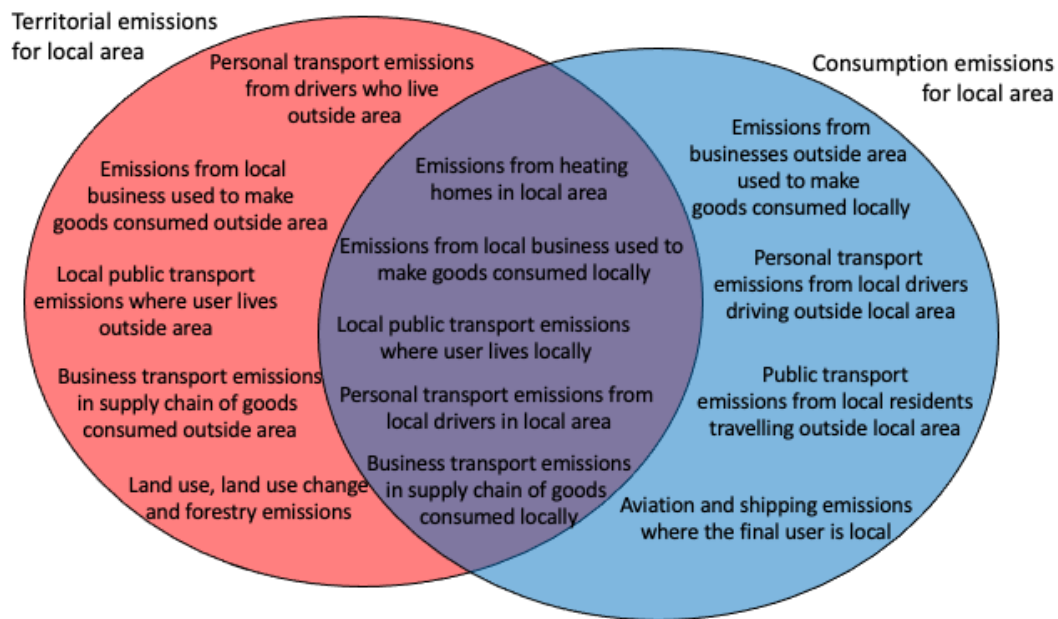 Territorial emissions
for local area
Personal transport emissions
from drivers who live
outside area
Emissions from local
business used to make
goods consumed outside area
Local public transport
emissions where user lives
outside area
Business transport emissions
in supply chain of goods
consumed outside area
Land use, land use change
and forestry emissions
Emissions from heating
homes in local area
Emissions from local business used to
make goods consumed locally
Local public transport emissions
where user lives locally
Personal transport emissions from
local drivers in local area
Business transport emissions
in supply chain of goods
consumed locally
Consumption emissions
for local area
Emissions from
businesses outside area
used to make
goods consumed locally
Personal transport
emissions from local drivers
driving outside local area
Public transport
emissions from local residents
travelling outside local area
Aviation and shipping emissions
where the final user is local